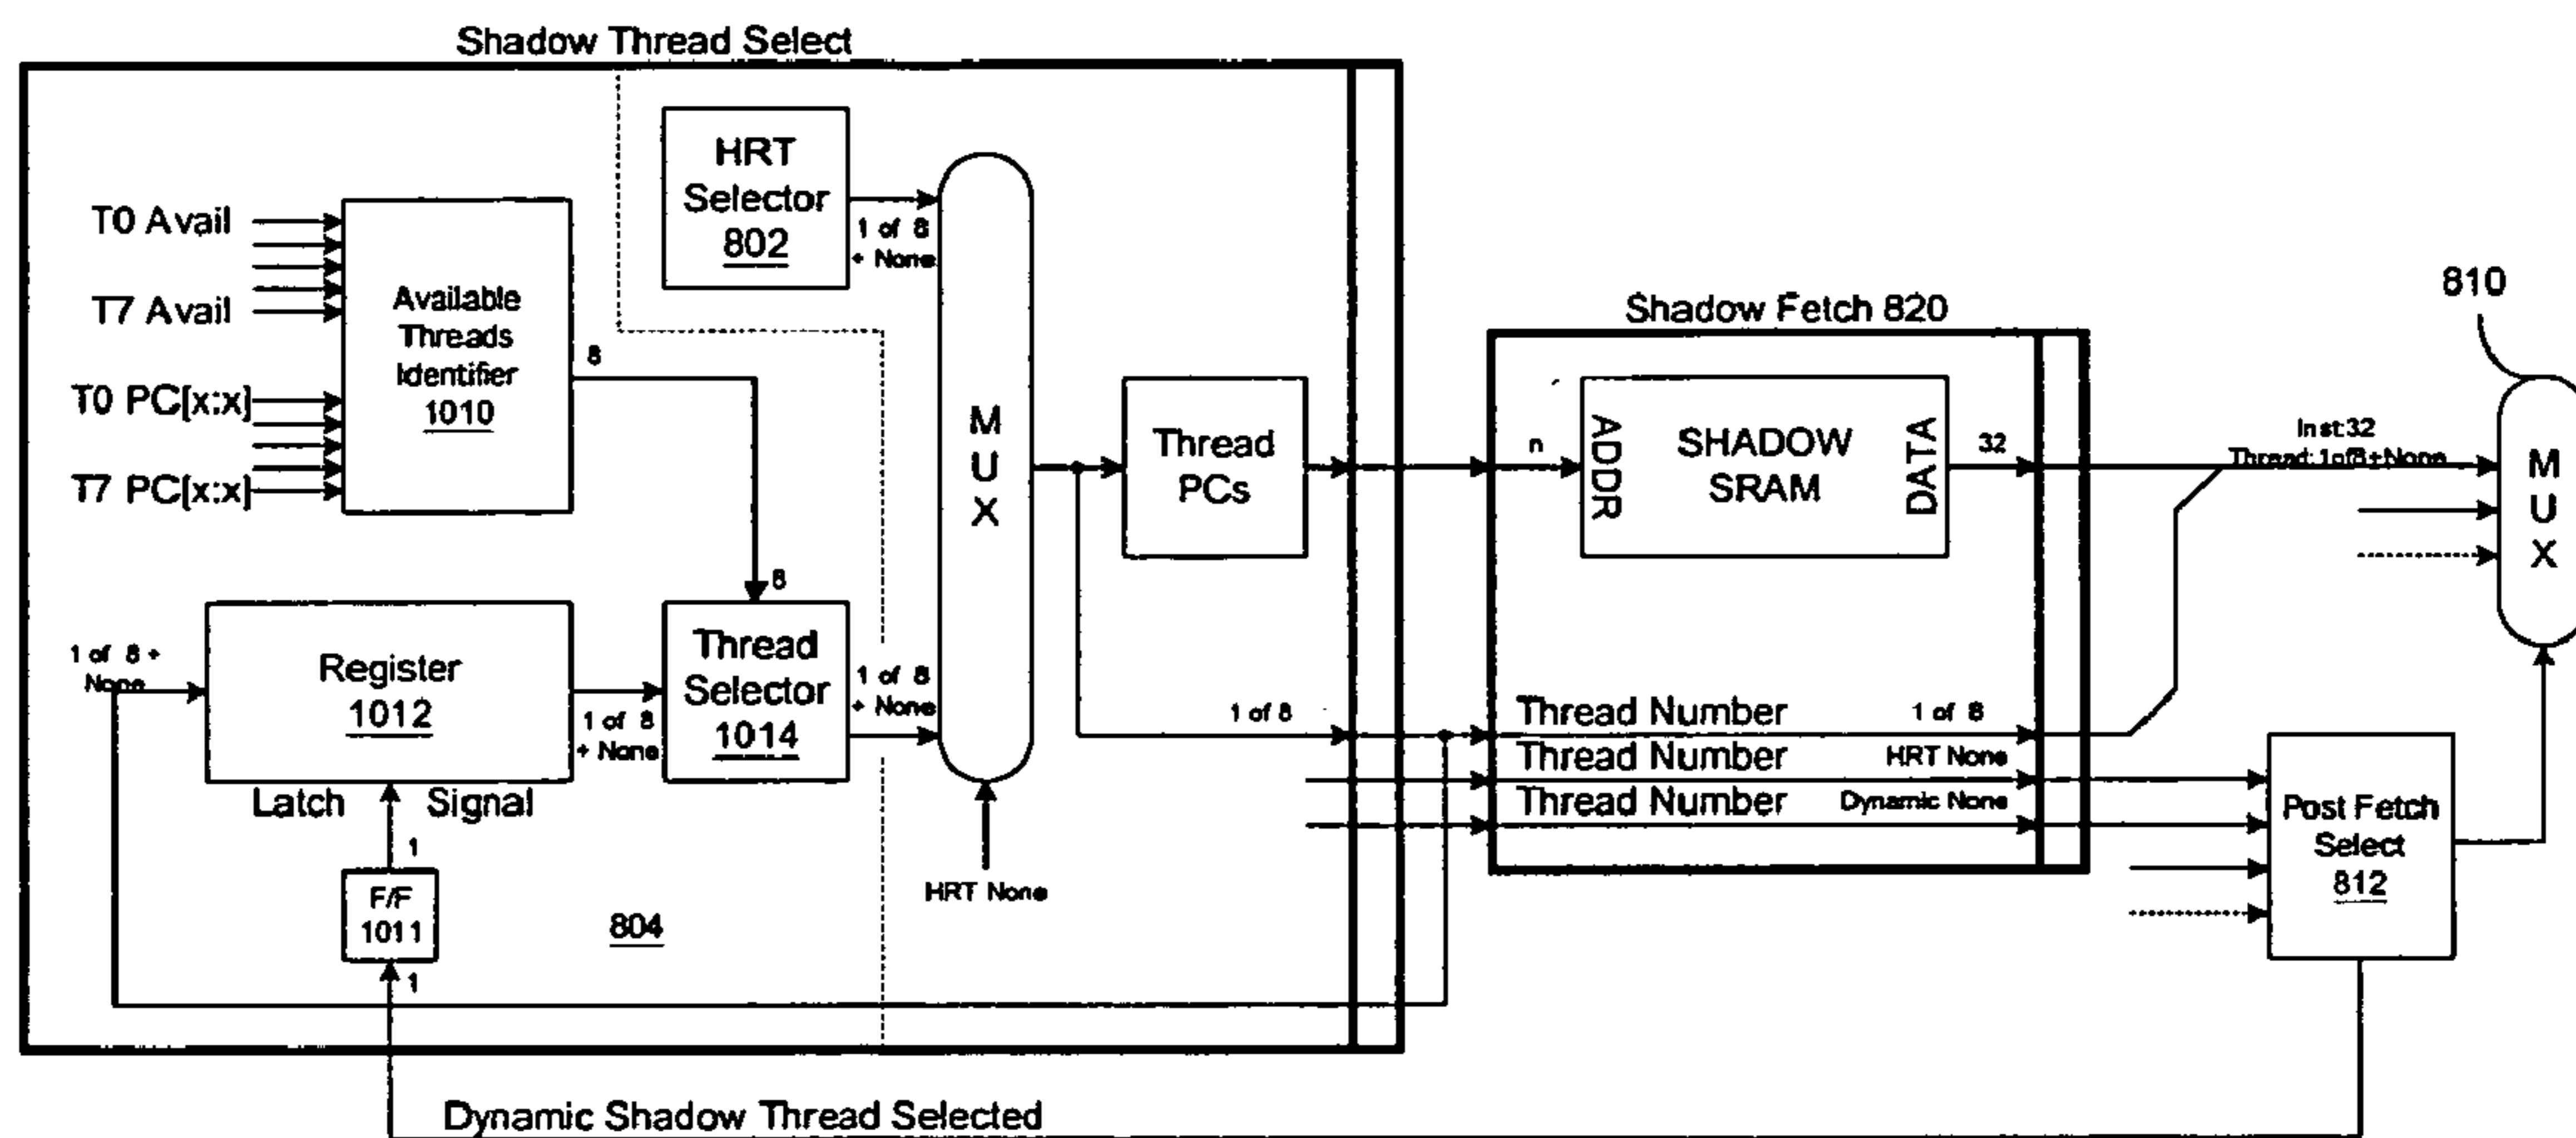 Shadow Thread Select
HRT
Selector
802
1 of 8
+ None
T0 Avail
T7 Avail
T0 PC[x:x]
T7 PC[x:x]
Available
Threads
Identifier
1010
8
8
1 of 8 +
None
Register
1012
Latch Signal
1 of 8
+ None
Thread
Selector
1014
1 of 8
+ None
1
F/F
1011
1
804
M
U
X
HRT None
Thread
PCs
1 of 8
Shadow Fetch 820
n
ADDR
SHADOW
SRAM
DATA
32
Thread Number 1 of 8
Thread Number HRT None
Thread Number Dynamic None
Inst:32
Thread:1of8+None
810
M
U
X
Post Fetch
Select
812
Dynamic Shadow Thread Selected